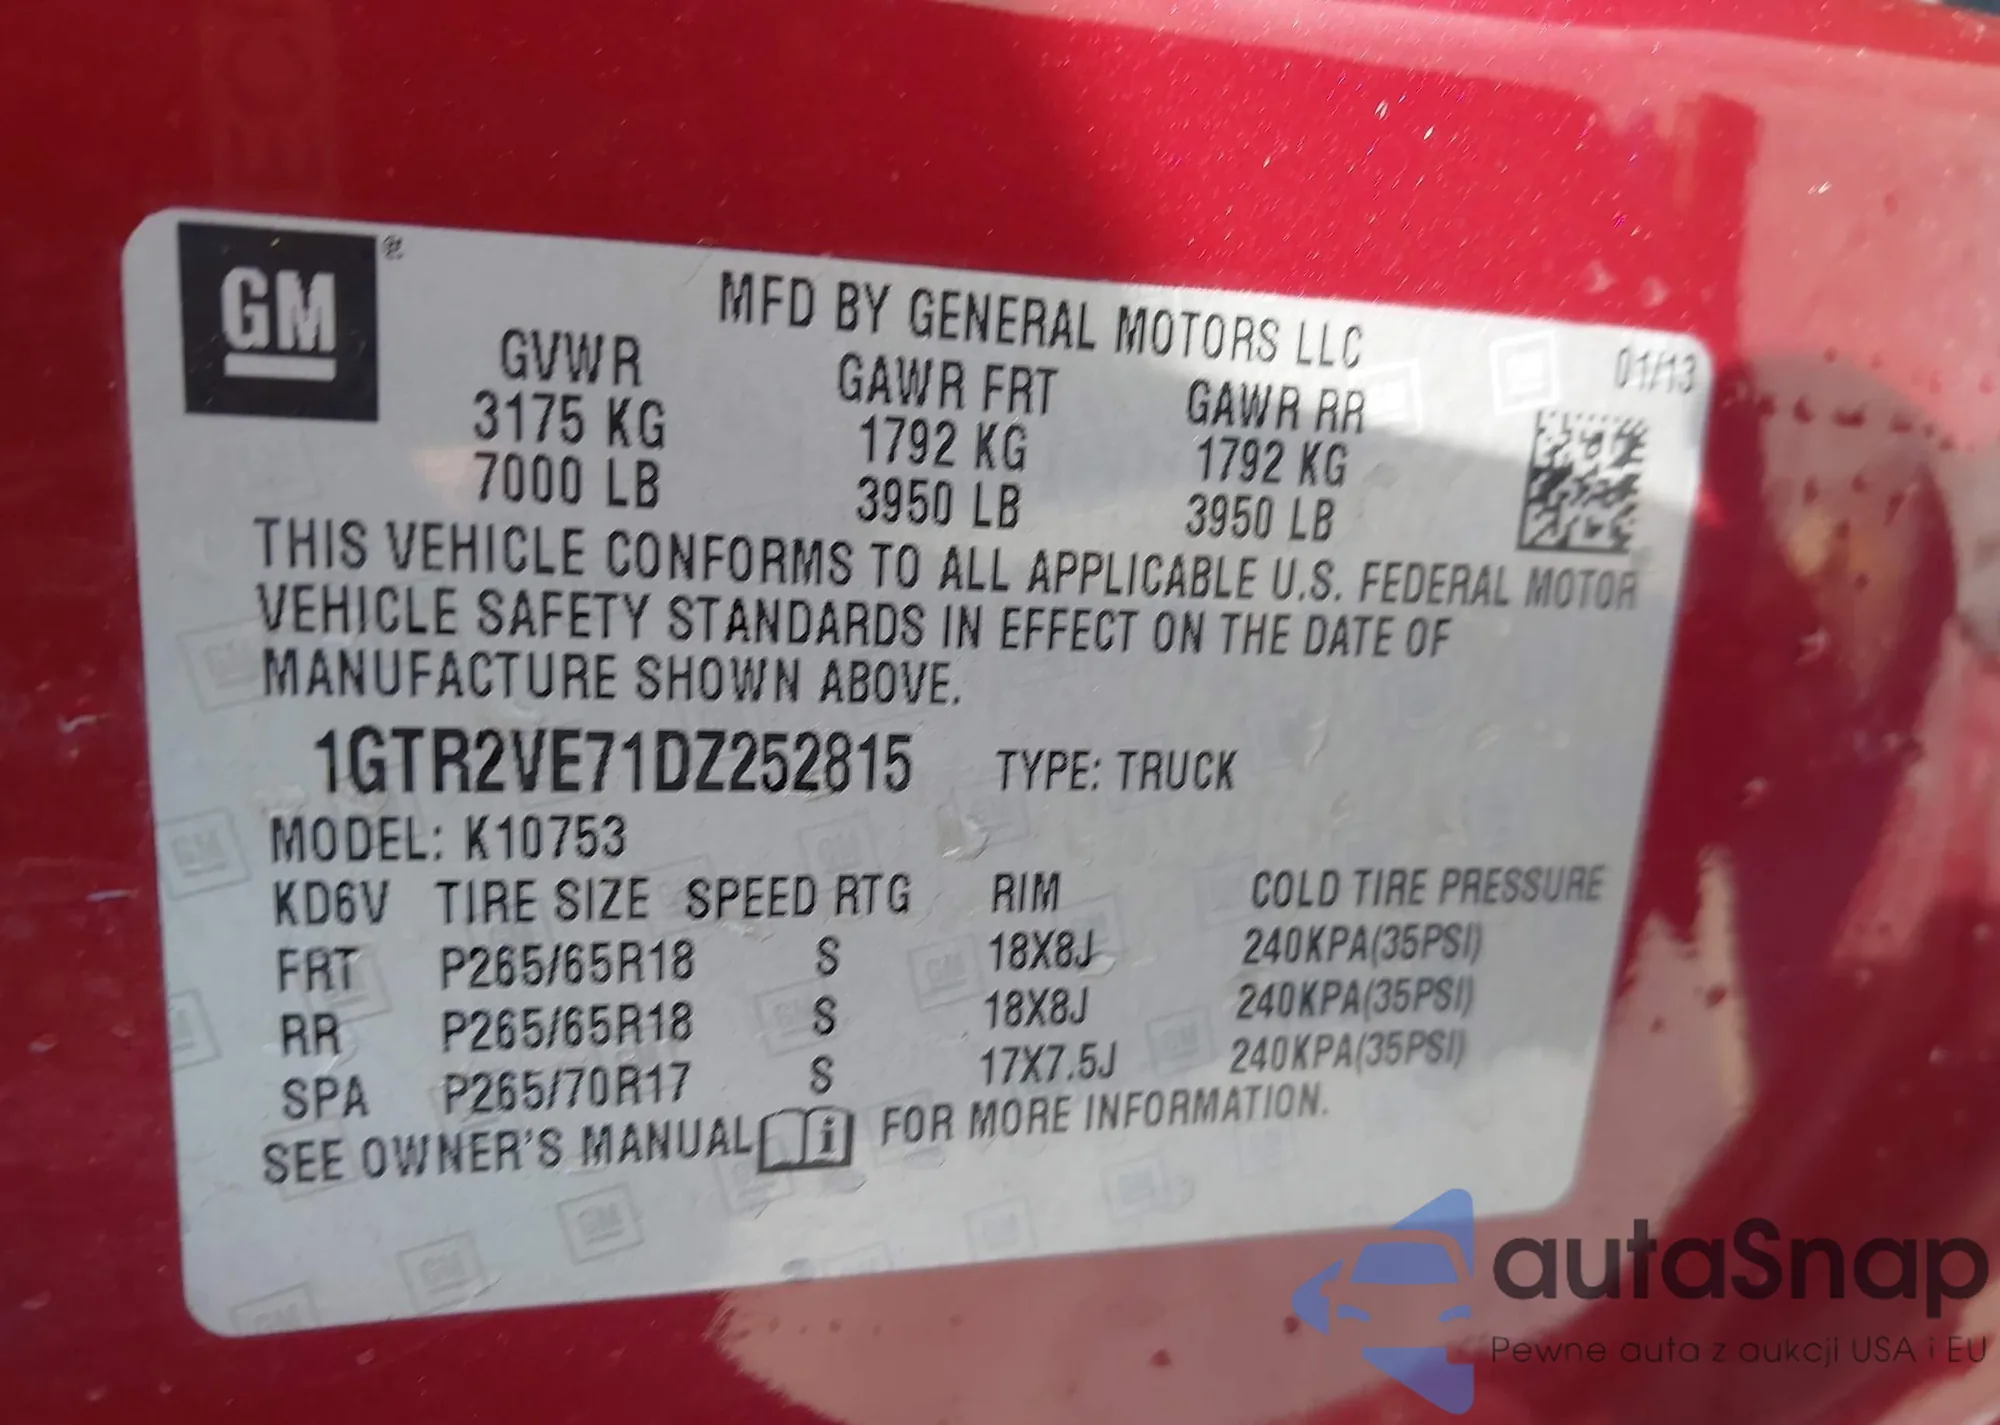 GM®
MFD BY GENERAL MOTORS LLC
01/13
GVWR GAWR FRT GAWR RR
3175 KG 1792 KG 1792 KG
7000 LB 3950 LB 3950 LB
THIS VEHICLE CONFORMS TO ALL APPLICABLE U.S. FEDERAL MOTOR
VEHICLE SAFETY STANDARDS IN EFFECT ON THE DATE OF
MANUFACTURE SHOWN ABOVE.
1GTR2VE71DZ252815 TYPE: TRUCK
MODEL: K10753
KD6V TIRE SIZE SPEED RTG RIM COLD TIRE PRESSURE
FRT P265/65R18 S 18X8J 240KPA(35PSI)
RR P265/65R18 S 18X8J 240KPA(35PSI)
SPA P265/70R17 S 17X7.5J 240KPA(35PSI)
SEE OWNER'S MANUAL i FOR MORE INFORMATION.
autaSnap
Pewne auta z aukcji USA i EU